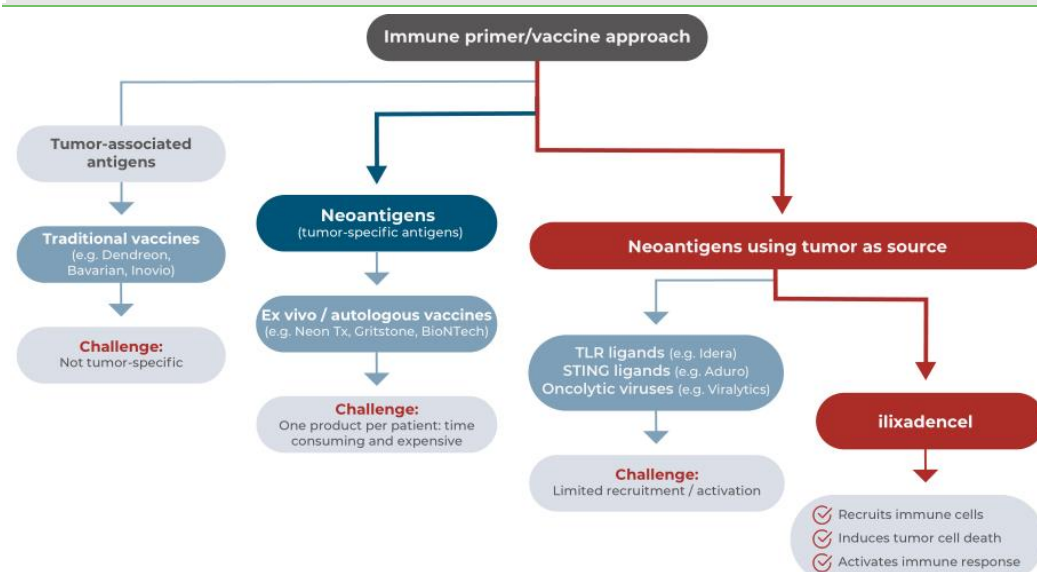 Immune primer/vaccine approach
Tumor-associated
antigens
Traditional vaccines
(e.g. Dendreon,
Bavarian, Inovio)
Challenge:
Not tumor-specific
Neoantigens
(tumor-specific antigens)
Ex vivo / autologous vaccines
(e.g. Neon Tx, Gritstone, BioNTech)
Challenge:
One product per patient: time
consuming and expensive
Neoantigens using tumor as source
TLR ligands (e.g. Idera)
STING ligands (e.g. Aduro)
Oncolytic viruses (e.g. Viralytics)
Challenge:
Limited recruitment / activation
ilixadencel
Recruits immune cells
Induces tumor cell death
Activates immune response